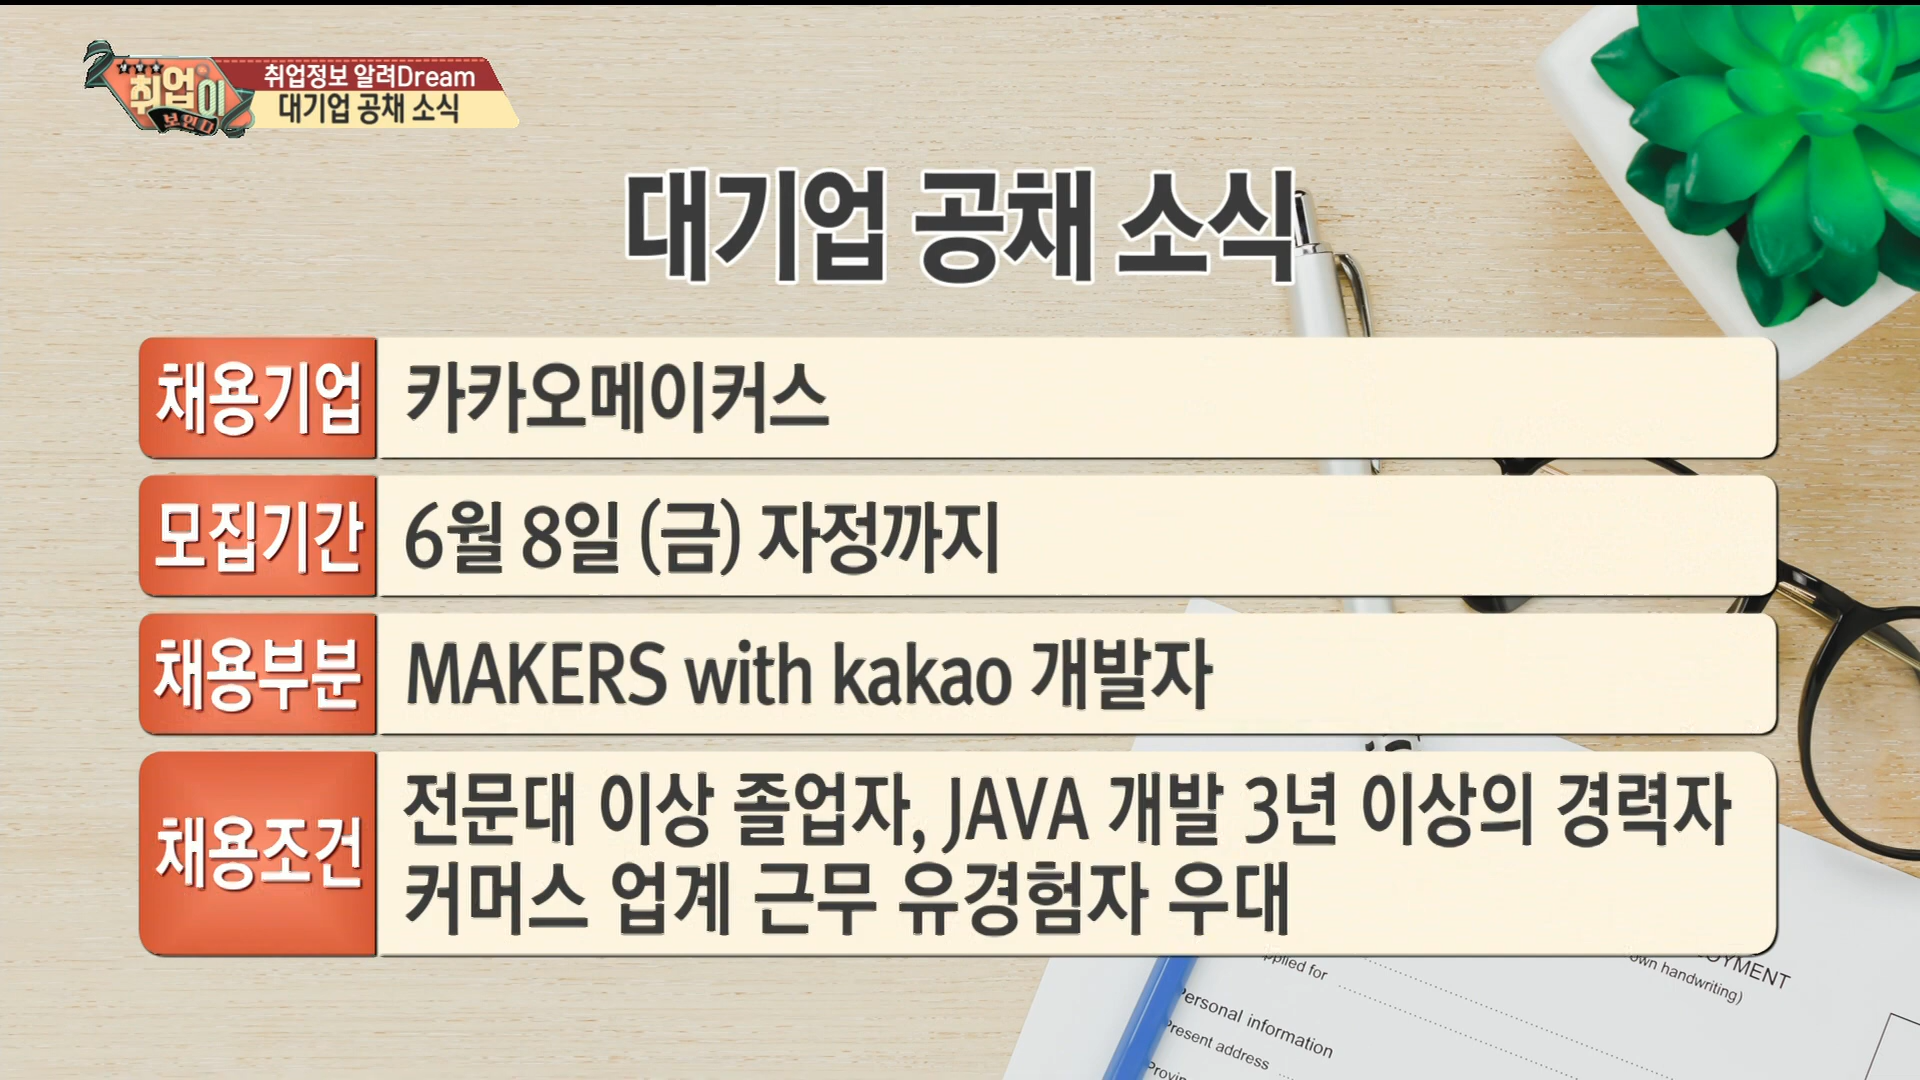 취업이
보인다
취업정보 알려Dream
대기업 공채 소식
대기업 공채 소식
채용기업 카카오메이커스
모집기간 6월 8일 (금) 자정까지
채용부분 MAKERS with kakao 개발자
채용조건 전문대 이상 졸업자, JAVA 개발 3년 이상의 경력자
커머스 업계 근무 유경험자 우대
for
own handwriting)
Personal information
Present address